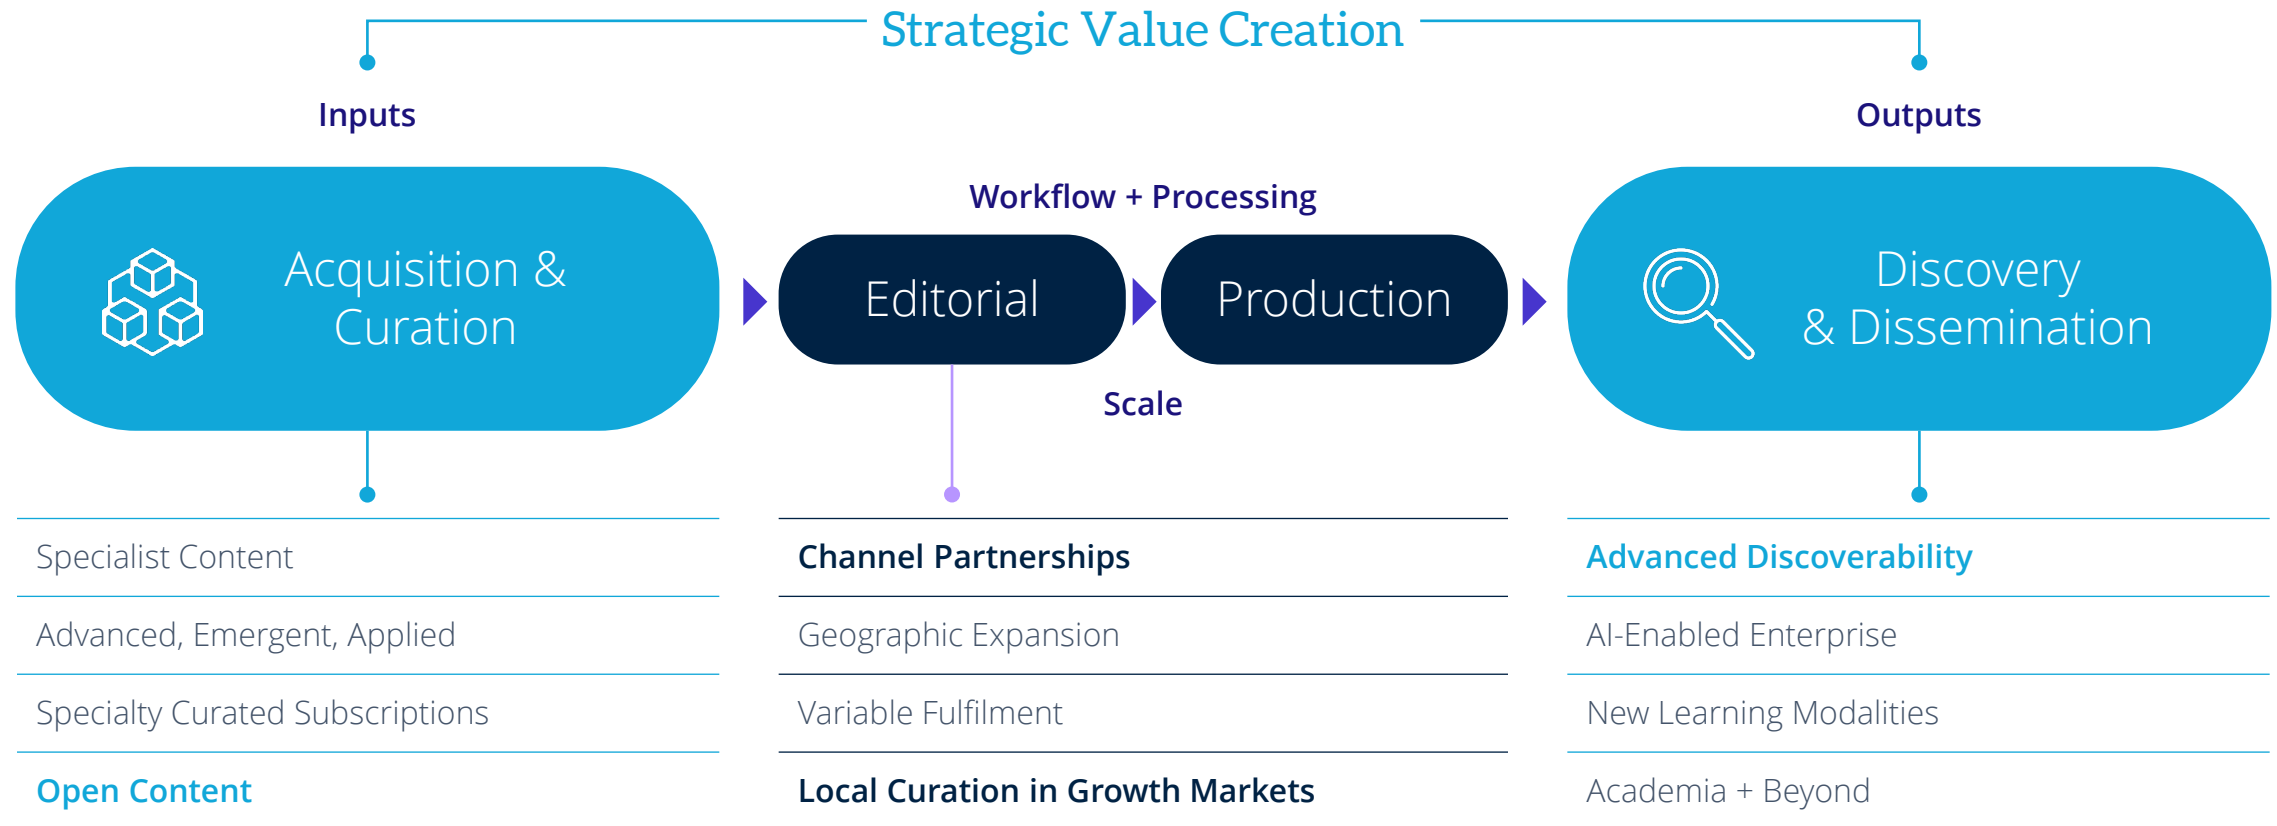 Strategic Value Creation
Inputs
Outputs
Workflow + Processing
Acquisition &
Curation
Editorial
Production
Discovery
& Dissemination
Scale
Specialist Content
Advanced, Emergent, Applied
Specialty Curated Subscriptions
Open Content
Channel Partnerships
Geographic Expansion
Variable Fulfilment
Local Curation in Growth Markets
Advanced Discoverability
AI-Enabled Enterprise
New Learning Modalities
Academia + Beyond